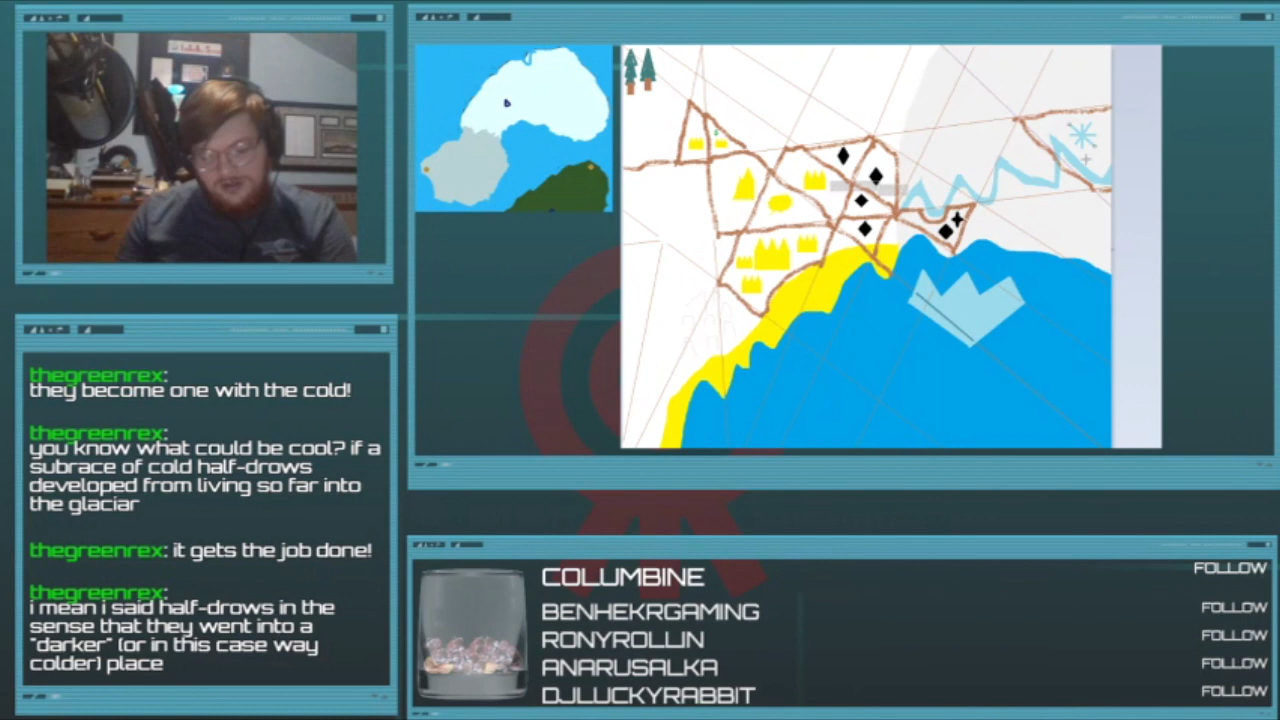 thegreenrex:
they become one with the cold!
thegreenrex:
you know what could be cool? if a
subrace of cold half-drows
developed from living so far into
the glaciar
thegreenrex: it gets the job done!
thegreenrex:
i mean i said half-drows in the
sense that they went into a
"darker" (or in this case way
colder) place
COLUMBINE FOLLOW
BENHEKRGAMING FOLLOW
RONYROLLIN FOLLOW
ANARUSALKA FOLLOW
DJLUCKYRABBIT FOLLOW